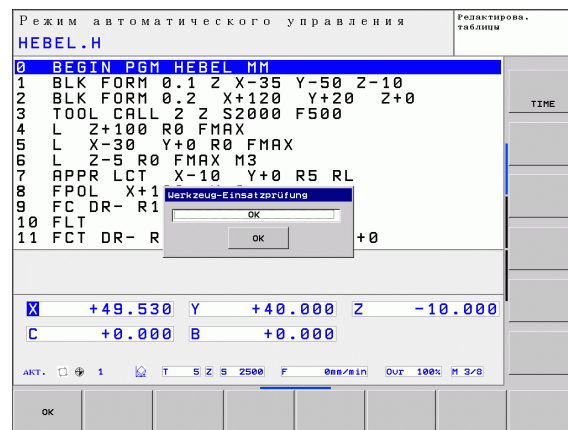 Режим автоматического управления
Редактирова.
таблицы
HEBEL.H
0 BEGIN PGM HEBEL MM
1 BLK FORM 0.1 Z X-35 Y-50 Z-10
2 BLK FORM 0.2 X+120 Y+20 Z+0
3 TOOL CALL 2 Z S2000 F500
4 L Z+100 R0 FMAX
5 L X-30 Y+0 R0 FMAX
6 L Z-5 R0 FMAX M3
7 APPR LCT X-10 Y+0 R5 RL
8 FPOL X+1
9 FC DR- R1
10 FLT
11 FCT DR- R +0
Werkzeug-Einsatzprüfung
OK
OK
TIME
X +49.530 Y +40.000 Z -10.000
C +0.000 B +0.000
АКТ. 1 T 5 Z S 2500 F 0mm/min Ovr 100% M 3/8
OK